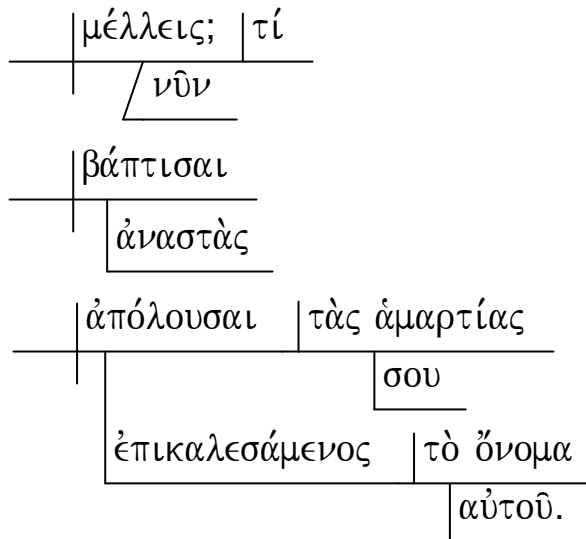 μέλλεις; τί
νῦν
βάπτισαι
ἀναστὰς
ἀπόλουσαι τὰς ἁμαρτίας
σου
ἐπικαλεσάμενος τὸ ὄνομα
αὐτοῦ.